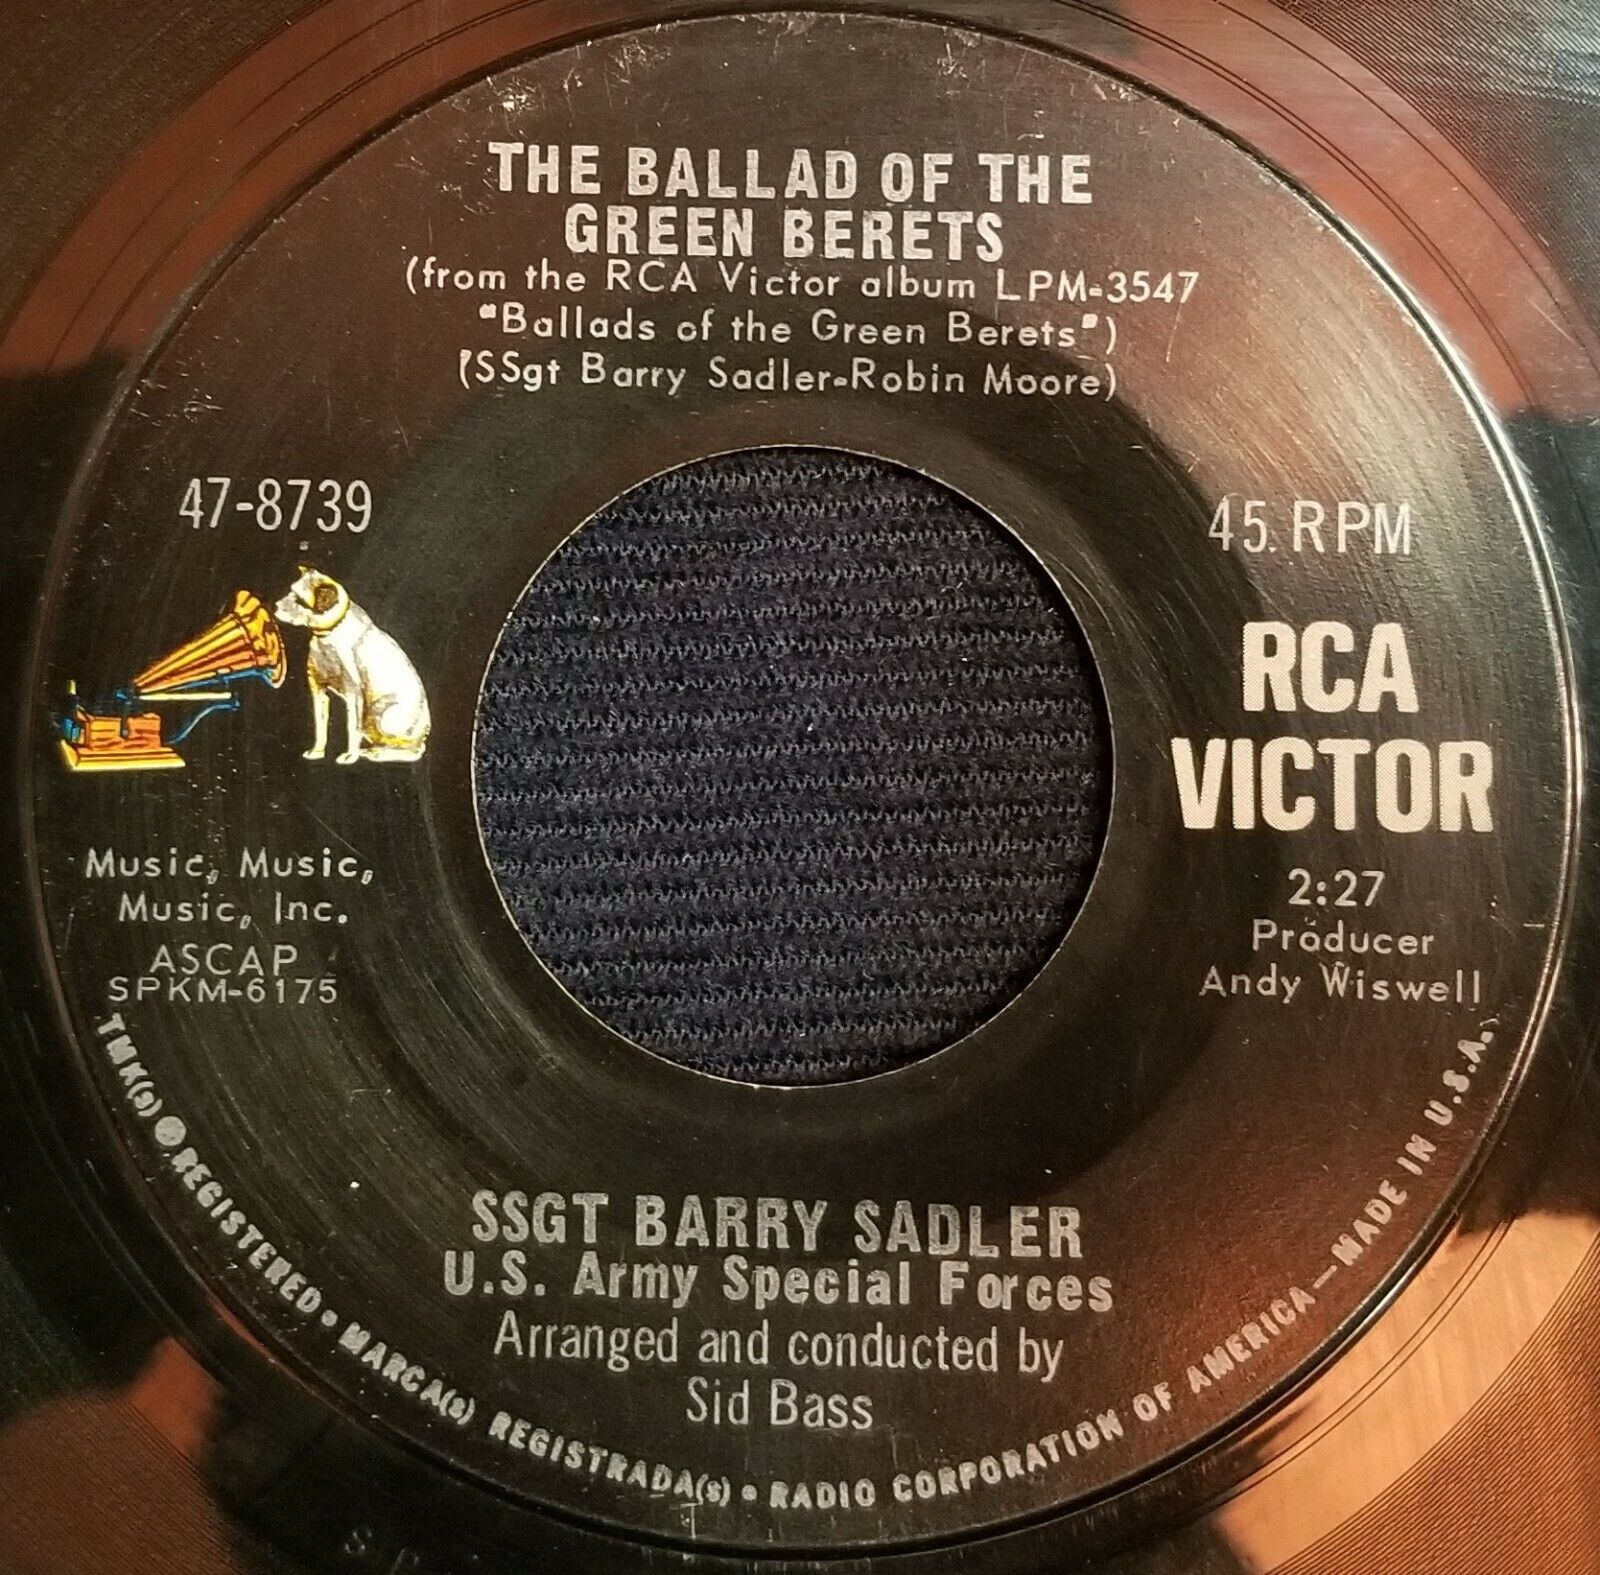 THE BALLAD OF THE
GREEN BERETS
(from the RCA Victor album LPM-3547
"Ballads of the Green Berets")
(SSgt Barry Sadler-Robin Moore)
47-8739
45 RPM
RCA
VICTOR
Music, Music,
Music, Inc.
ASCAP
SPKM-6175
2:27
Producer
Andy Wiswell
SSGT BARRY SADLER
U.S. Army Special Forces
Arranged and conducted by
Sid Bass
TMK(s) ® REGISTERED • MARCA(s) REGISTRADA(s) • RADIO CORPORATION OF AMERICA—MADE IN U.S.A.